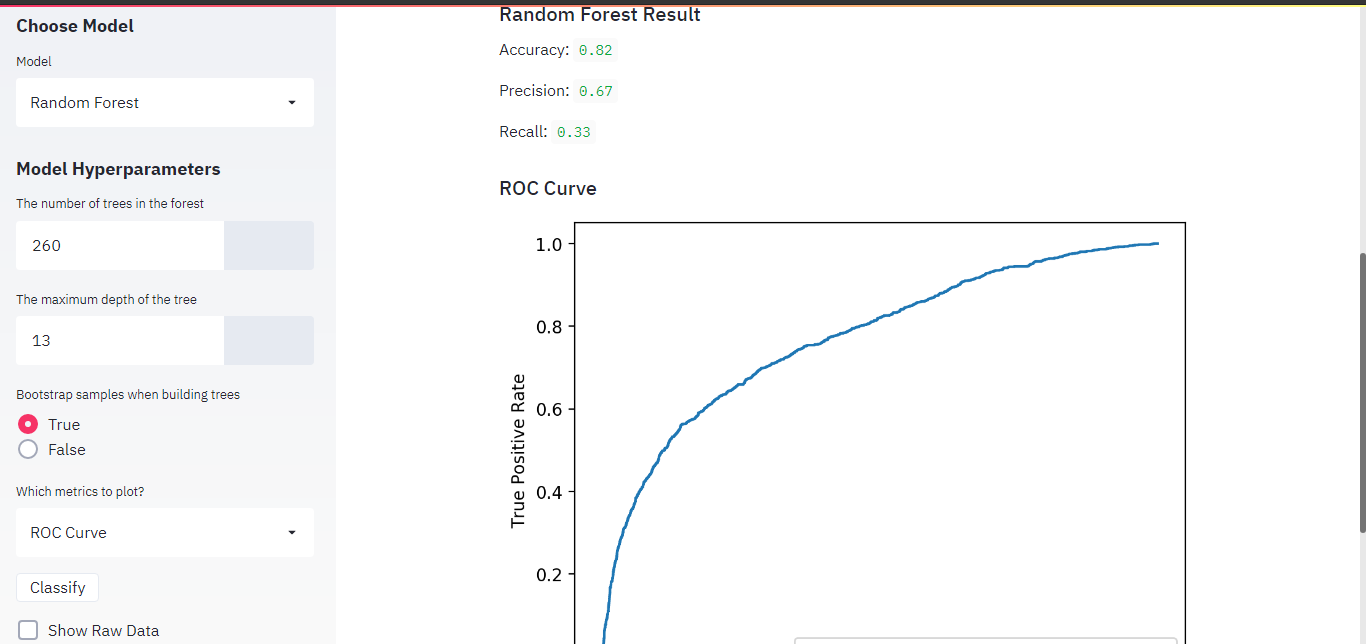 Choose Model
Model
Random Forest
Model Hyperparameters
The number of trees in the forest
260
The maximum depth of the tree
13
Bootstrap samples when building trees
True
False
Which metrics to plot?
ROC Curve
Classify
Show Raw Data
Random Forest Result
Accuracy: 0.82
Precision: 0.67
Recall: 0.33
ROC Curve
1.0
0.8
0.6
0.4
0.2
True Positive Rate